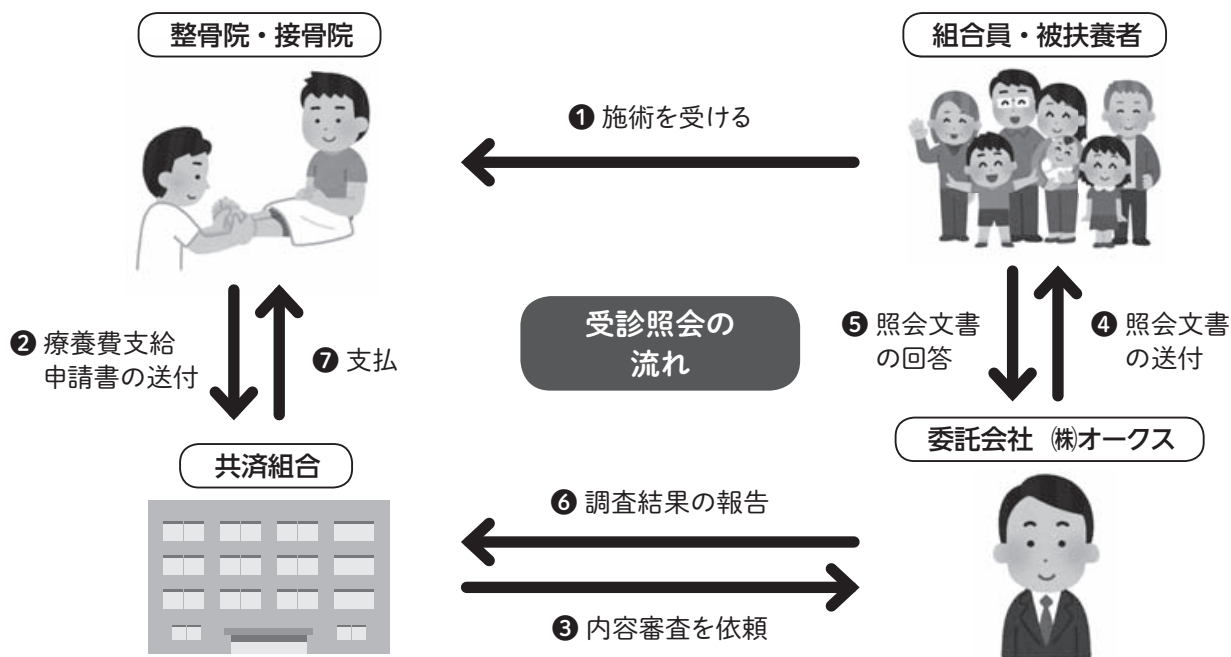 整骨院・接骨院
組合員・被扶養者
❶ 施術を受ける
❷ 療養費支給
申請書の送付
❼ 支払
受診照会の
流れ
❺ 照会文書
の回答
❹ 照会文書
の送付
共済組合
委託会社 ㈱オークス
❻ 調査結果の報告
❸ 内容審査を依頼